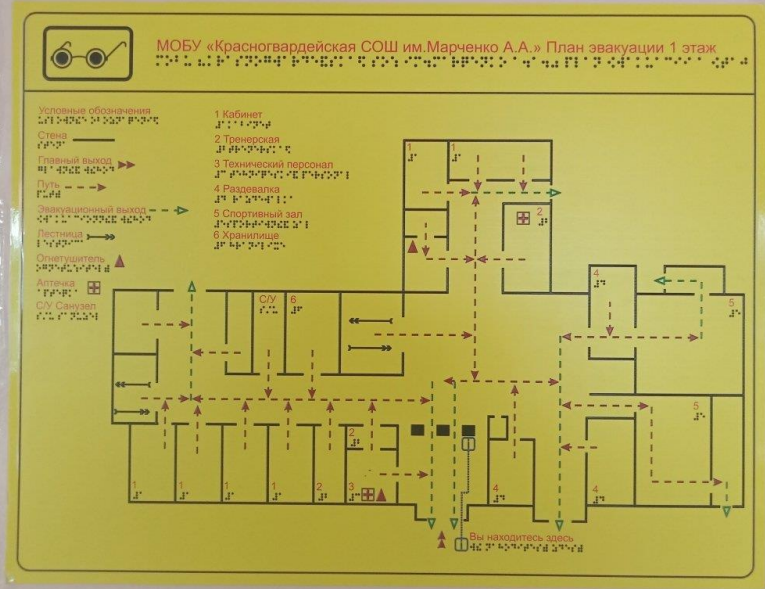 МОБУ «Красногвардейская СОШ им.Марченко А.А.» План эвакуации 1 этаж
Условные обозначения
Стена
Главный выход
Путь
Эвакуационный выход
Лестница
Огнетушитель
Аптечка
С/У Санузел
1 Кабинет
2 Тренерская
3 Технический персонал
4 Раздевалка
5 Спортивный зал
6 Хранилище
1
1
2
4
5
С/У
6
5
2
1
1
1
1
2
3
4
4
Вы находитесь здесь